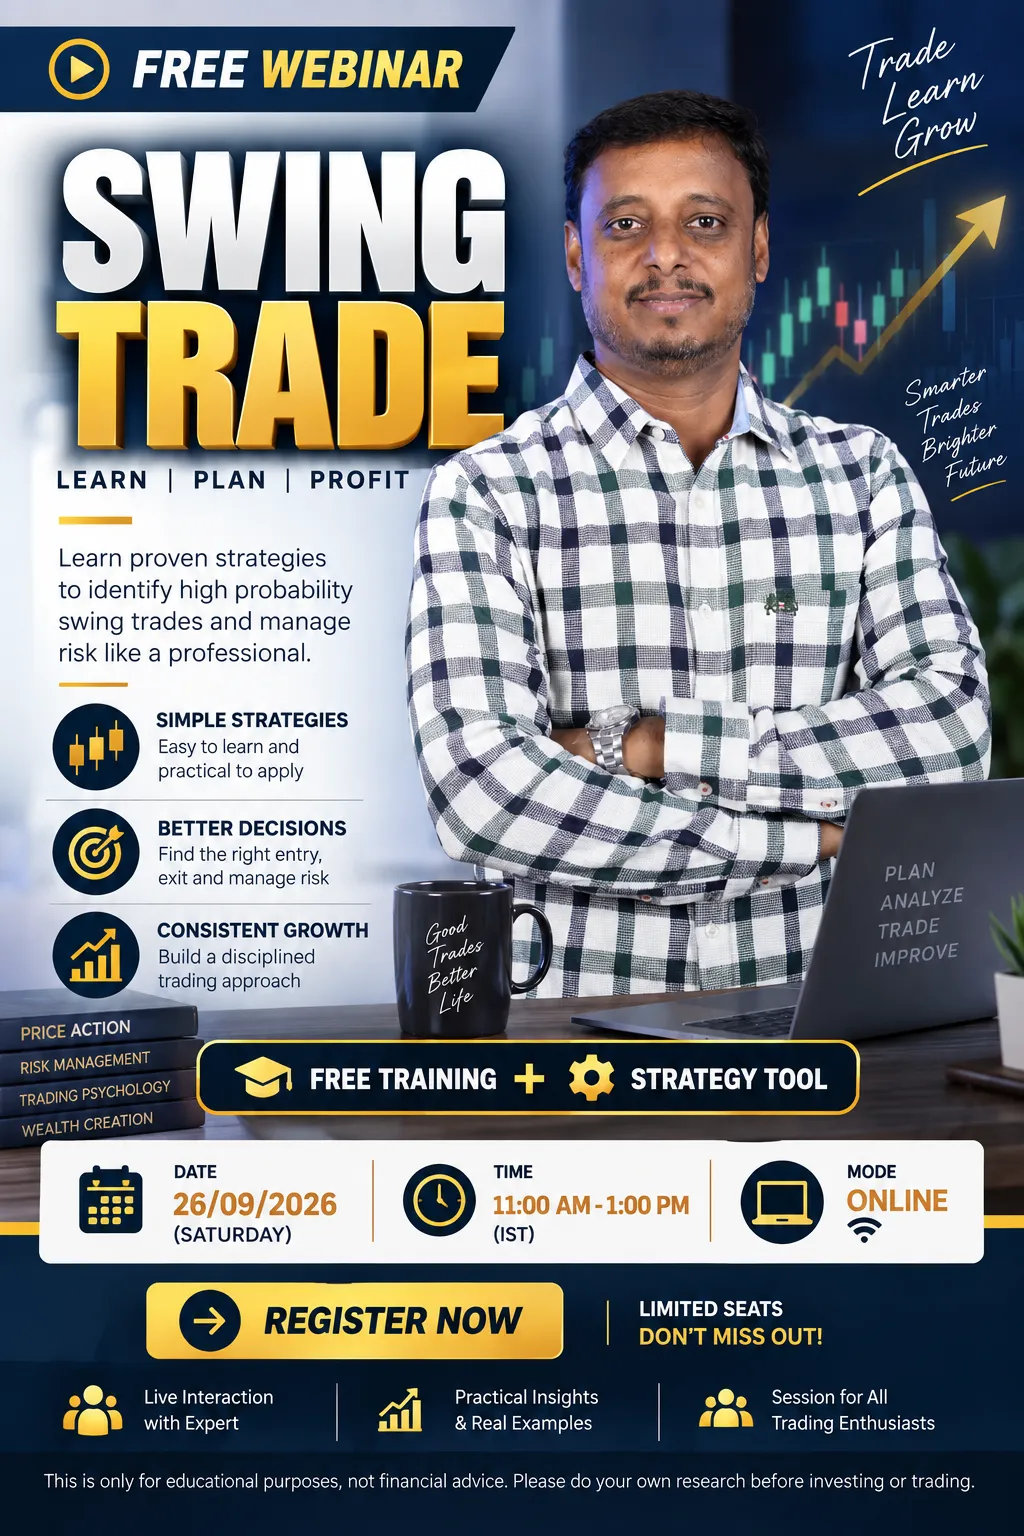 FREE WEBINAR
Trade
Learn
Grow
SWING
TRADE
LEARN | PLAN | PROFIT
Smarter
Trades
Brighter
Future
Learn proven strategies
to identify high probability
swing trades and manage
risk like a professional.
SIMPLE STRATEGIES
Easy to learn and
practical to apply
BETTER DECISIONS
Find the right entry,
exit and manage risk
CONSISTENT GROWTH
Build a disciplined
trading approach
Good
Trades
Better
Life
PLAN
ANALYZE
TRADE
IMPROVE
PRICE ACTION
RISK MANAGEMENT
TRADING PSYCHOLOGY
WEALTH CREATION
FREE TRAINING + STRATEGY TOOL
DATE
26/09/2026
(SATURDAY)
TIME
11:00 AM - 1:00 PM
(IST)
MODE
ONLINE
REGISTER NOW
LIMITED SEATS
DON'T MISS OUT!
Live Interaction
with Expert
Practical Insights
& Real Examples
Session for All
Trading Enthusiasts
This is only for educational purposes, not financial advice. Please do your own research before investing or trading.